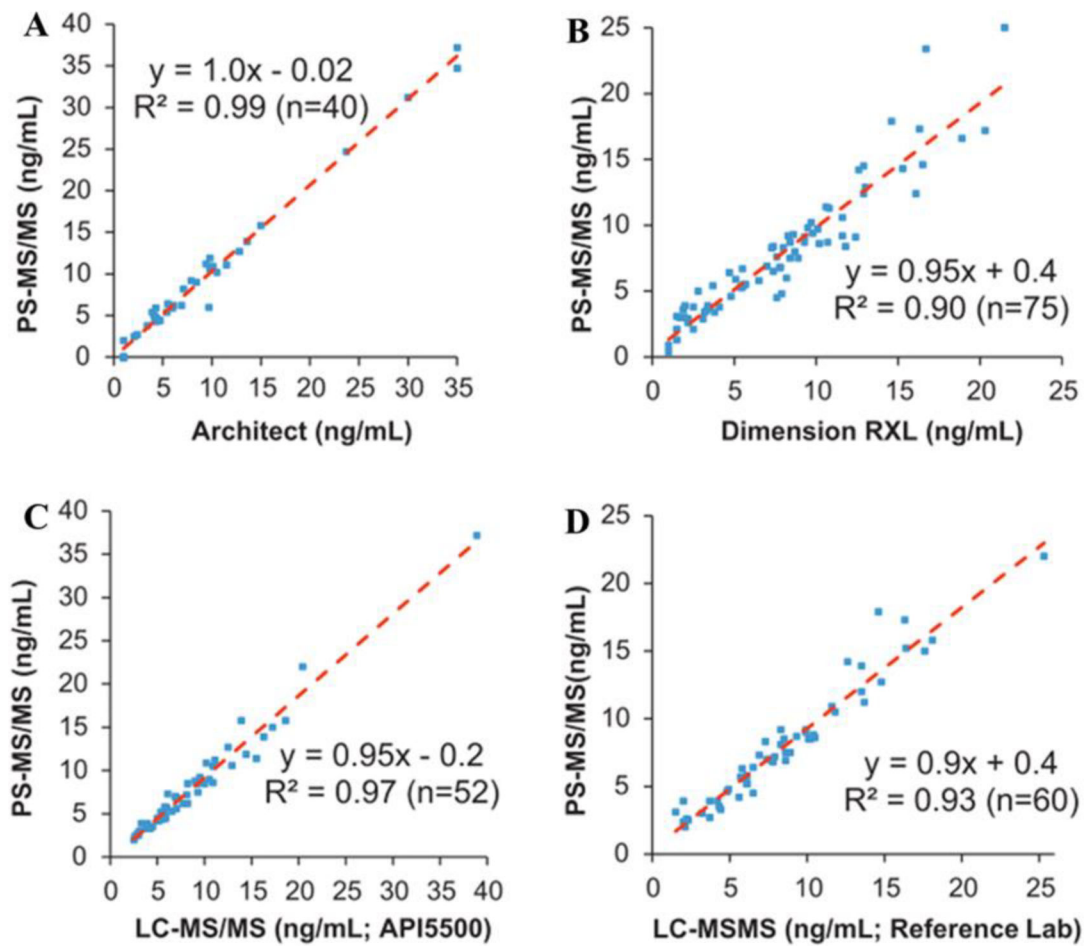 A
PS-MS/MS (ng/mL)
40
35
30
25
20
15
10
5
0
y = 1.0x - 0.02
R² = 0.99 (n=40)
0 5 10 15 20 25 30 35
Architect (ng/mL)
B
PS-MS/MS (ng/mL)
25
20
15
10
5
0
y = 0.95x + 0.4
R² = 0.90 (n=75)
0 5 10 15 20 25
Dimension RXL (ng/mL)
C
PS-MS/MS (ng/mL)
40
35
30
25
20
15
10
5
0
y = 0.95x - 0.2
R² = 0.97 (n=52)
0 5 10 15 20 25 30 35 40
LC-MS/MS (ng/mL; API5500)
D
PS-MS/MS(ng/mL)
25
20
15
10
5
0
y = 0.9x + 0.4
R² = 0.93 (n=60)
0 5 10 15 20 25
LC-MSMS (ng/mL; Reference Lab)